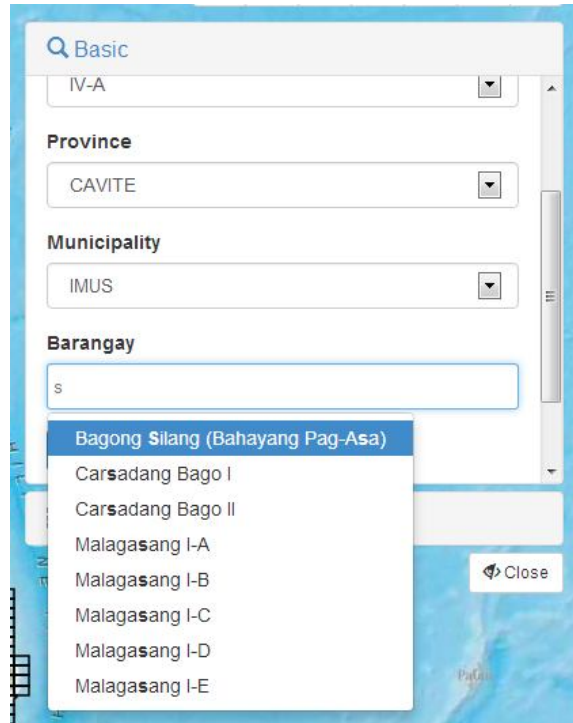 Basic
IV-A
Province
CAVITE
Municipality
IMUS
Barangay
s
Bagong Silang (Bahayang Pag-Asa)
Carsadang Bago I
Carsadang Bago II
Malagasang I-A
Malagasang I-B
Malagasang I-C
Malagasang I-D
Malagasang I-E
Close